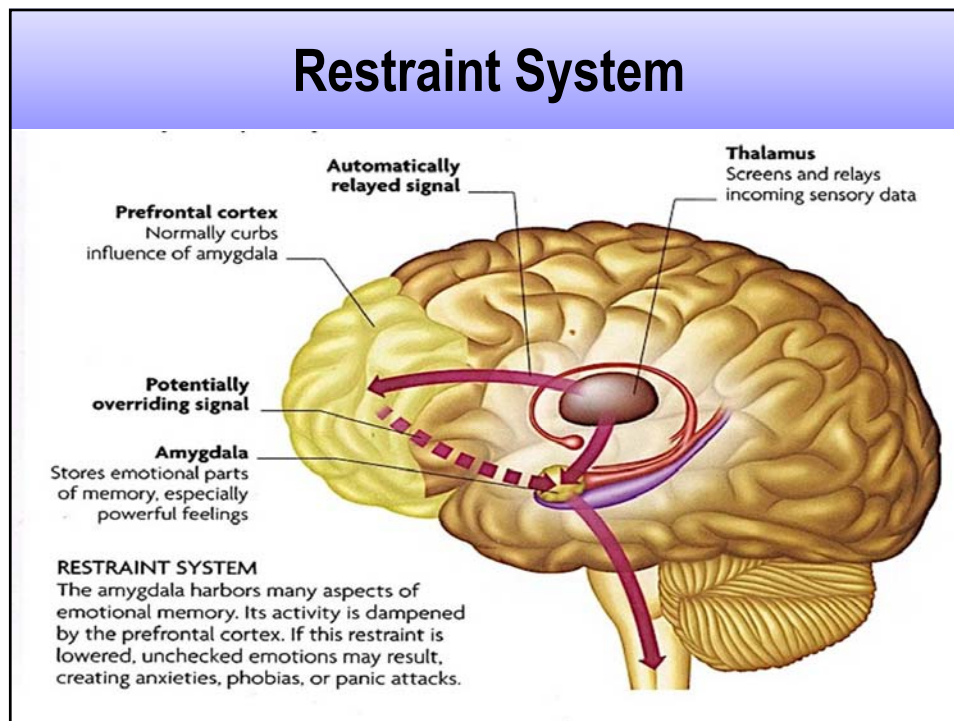 Restraint System
Automatically
relayed signal
Thalamus
Screens and relays
incoming sensory data
Prefrontal cortex
Normally curbs
influence of amygdala
Potentially
overriding signal
Amygdala
Stores emotional parts
of memory, especially
powerful feelings
RESTRAINT SYSTEM
The amygdala harbors many aspects of
emotional memory. Its activity is dampened
by the prefrontal cortex. If this restraint is
lowered, unchecked emotions may result,
creating anxieties, phobias, or panic attacks.